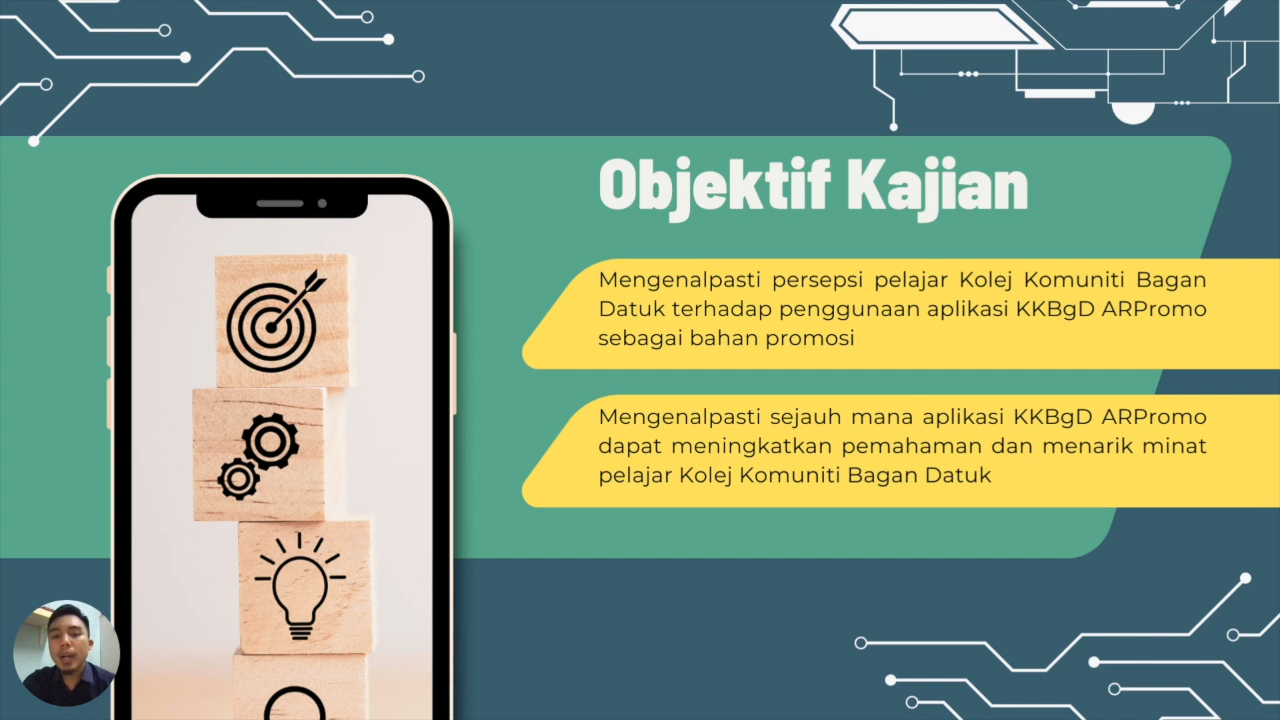 Objektif Kajian
Mengenalpasti persepsi pelajar Kolej Komuniti Bagan
Datuk terhadap penggunaan aplikasi KKBgD ARPromo
sebagai bahan promosi
Mengenalpasti sejauh mana aplikasi KKBgD ARPromo
dapat meningkatkan pemahaman dan menarik minat
pelajar Kolej Komuniti Bagan Datuk